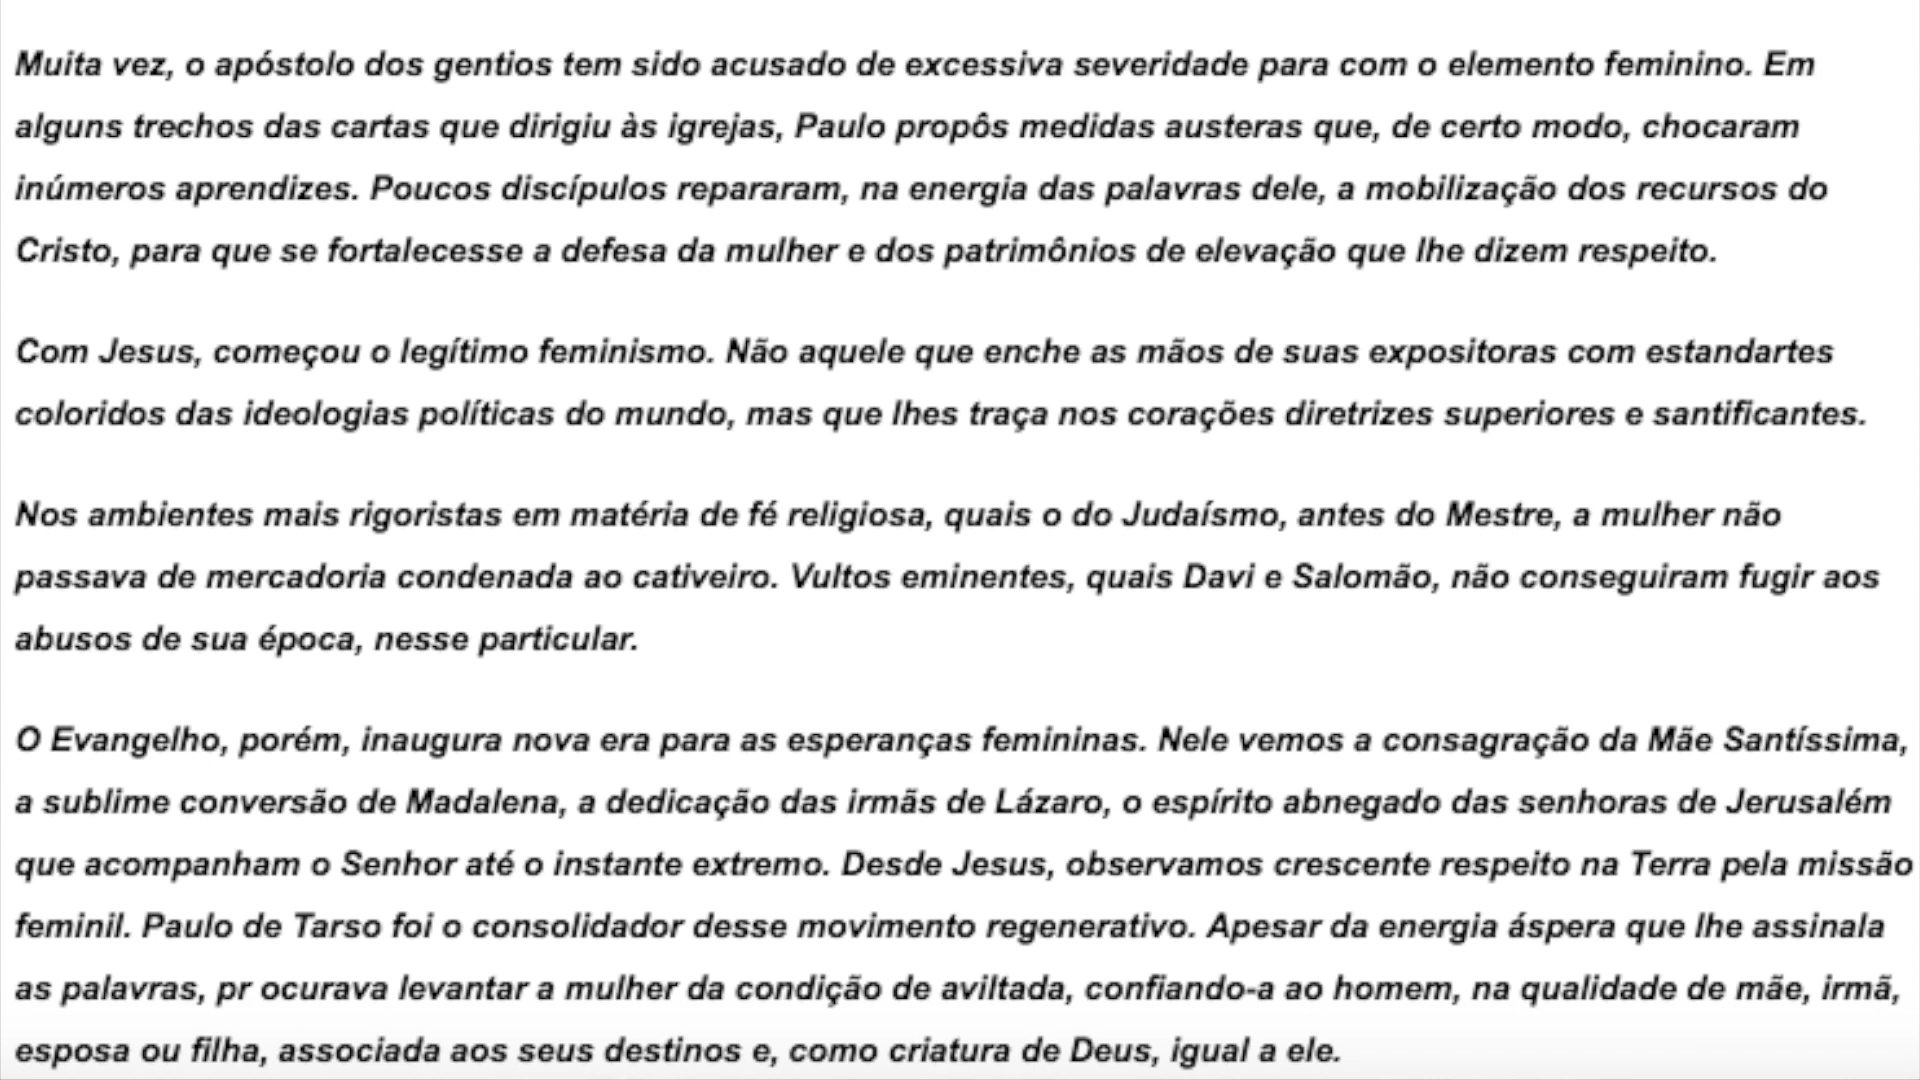 Muita vez, o apóstolo dos gentios tem sido acusado de excessiva severidade para com o elemento feminino. Em
alguns trechos das cartas que dirigiu às igrejas, Paulo propôs medidas austeras que, de certo modo, chocaram
inúmeros aprendizes. Poucos discípulos repararam, na energia das palavras dele, a mobilização dos recursos do
Cristo, para que se fortalecesse a defesa da mulher e dos patrimônios de elevação que lhe dizem respeito.
Com Jesus, começou o legítimo feminismo. Não aquele que enche as mãos de suas expositoras com estandartes
coloridos das ideologias políticas do mundo, mas que lhes traça nos corações diretrizes superiores e santificantes.
Nos ambientes mais rigoristas em matéria de fé religiosa, quais o do Judaísmo, antes do Mestre, a mulher não
passava de mercadoria condenada ao cativeiro. Vultos eminentes, quais Davi e Salomão, não conseguiram fugir aos
abusos de sua época, nesse particular.
O Evangelho, porém, inaugura nova era para as esperanças femininas. Nele vemos a consagração da Mãe Santíssima,
a sublime conversão de Madalena, a dedicação das irmãs de Lázaro, o espírito abnegado das senhoras de Jerusalém
que acompanham o Senhor até o instante extremo. Desde Jesus, observamos crescente respeito na Terra pela missão
feminil. Paulo de Tarso foi o consolidador desse movimento regenerativo. Apesar da energia áspera que lhe assinala
as palavras, pr ocurava levantar a mulher da condição de aviltada, confiando-a ao homem, na qualidade de mãe, irmã,
esposa ou filha, associada aos seus destinos e, como criatura de Deus, igual a ele.